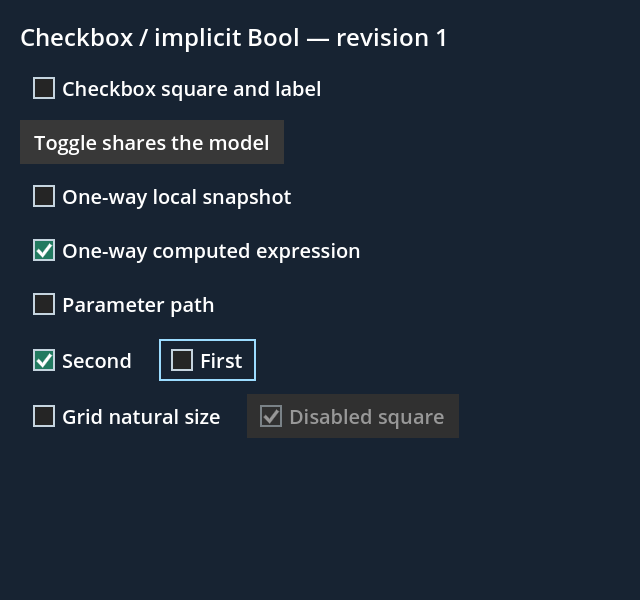 Checkbox / implicit Bool — revision 1
Checkbox square and label
Toggle shares the model
One-way local snapshot
One-way computed expression
Parameter path
Second First
Grid natural size Disabled square